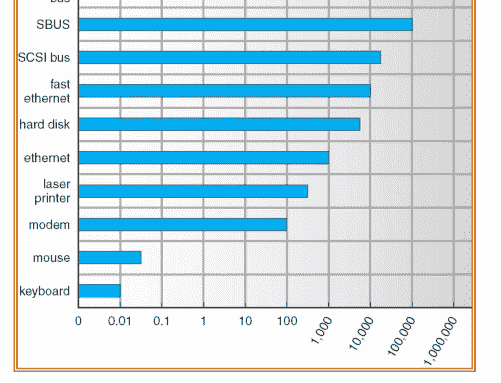 bus
SBUS
SCSI bus
fast
ethernet
hard disk
ethernet
laser
printer
modem
mouse
keyboard
0 0.01 0.1 1 10 100 1,000 10,000 100,000 1,000,000